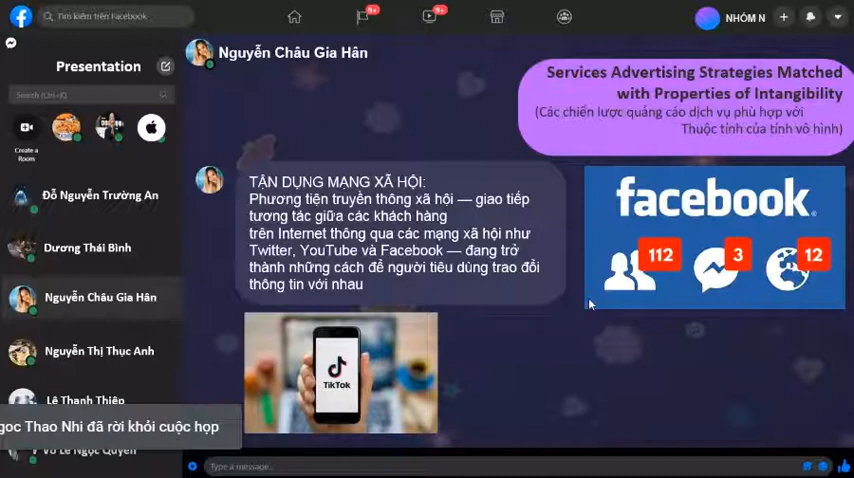 Tìm kiếm trên Facebook
9+
9+
NHÓM N
Presentation
Search (Ctrl+K)
Create a
Room
Đỗ Nguyễn Trường An
Dương Thái Bình
Nguyễn Châu Gia Hân
Nguyễn Thị Thục Anh
Lê Thanh Thiệp
goc Thao Nhi đã rời khỏi cuộc họp
Võ Lê Ngọc Quyên
Nguyễn Châu Gia Hân
Services Advertising Strategies Matched
with Properties of Intangibility
(Các chiến lược quảng cáo dịch vụ phù hợp với
Thuộc tính của tính vô hình)
TẬN DỤNG MẠNG XÃ HỘI:
Phương tiện truyền thông xã hội — giao tiếp
tương tác giữa các khách hàng
trên Internet thông qua các mạng xã hội như
Twitter, YouTube và Facebook — đang trở
thành những cách để người tiêu dùng trao đổi
thông tin với nhau
facebook
112
3
12
TikTok
Type a message...